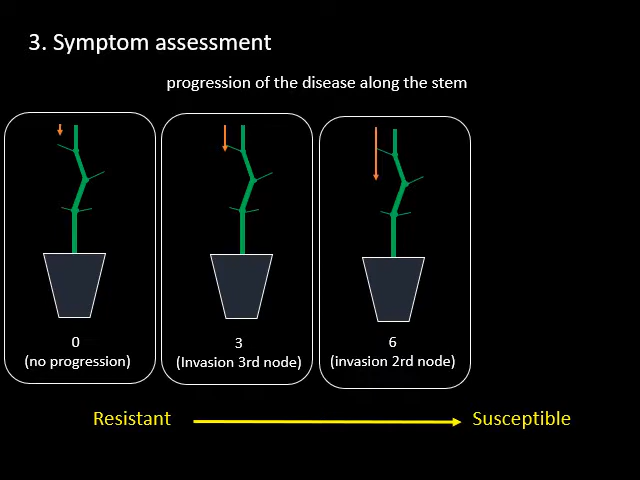 3. Symptom assessment
progression of the disease along the stem
0
(no progression)
3
(Invasion 3rd node)
6
(invasion 2rd node)
Resistant
Susceptible